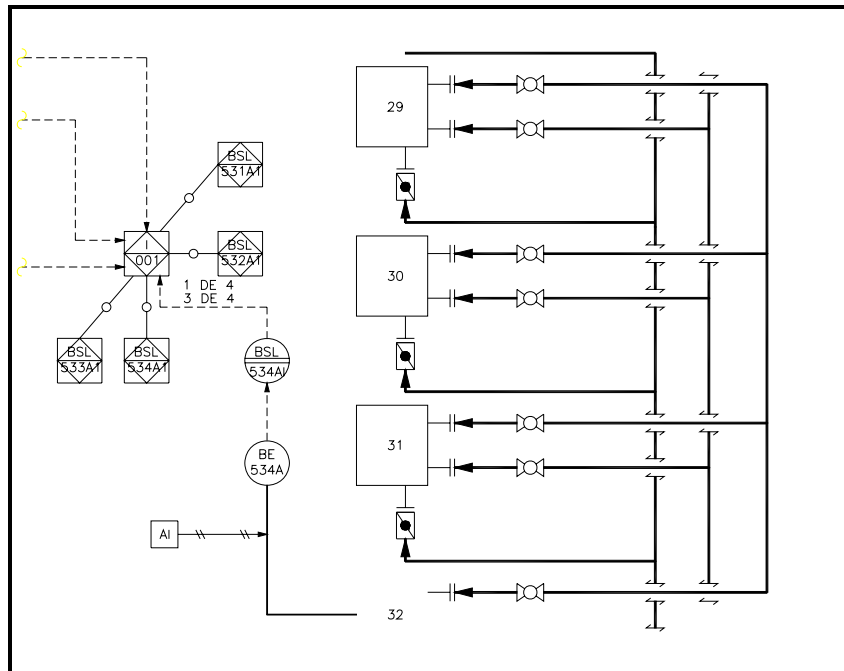 29
BSL
531A1
I
001
BSL
532A1
30
1 DE 4
3 DE 4
BSL
533A1
BSL
534A1
BSL
534AI
31
BE
534A
AI
32